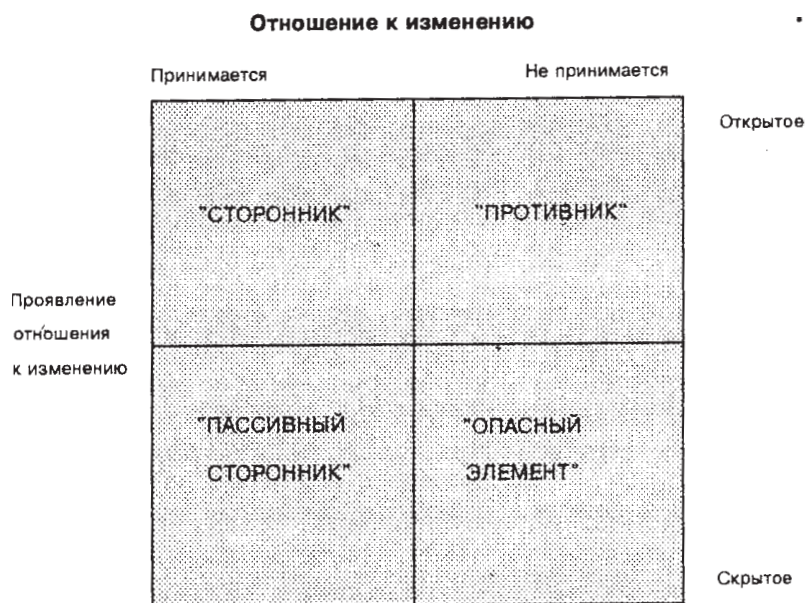 Отношение к изменению
Принимается
Не принимается
Открытое
"СТОРОННИК"
"ПРОТИВНИК"
Проявление
отношения
к изменению
"ПАССИВНЫЙ
СТОРОННИК"
"ОПАСНЫЙ
ЭЛЕМЕНТ"
Скрытое